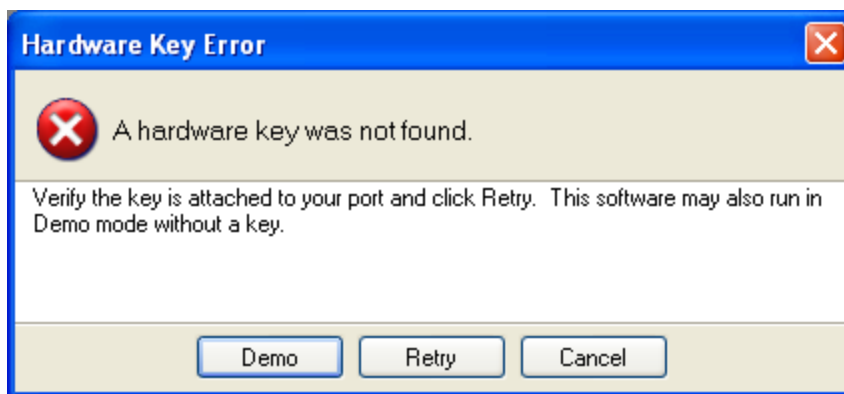 Hardware Key Error
A hardware key was not found.
Verify the key is attached to your port and click Retry.  This software may also run in
Demo mode without a key.
Demo
Retry
Cancel